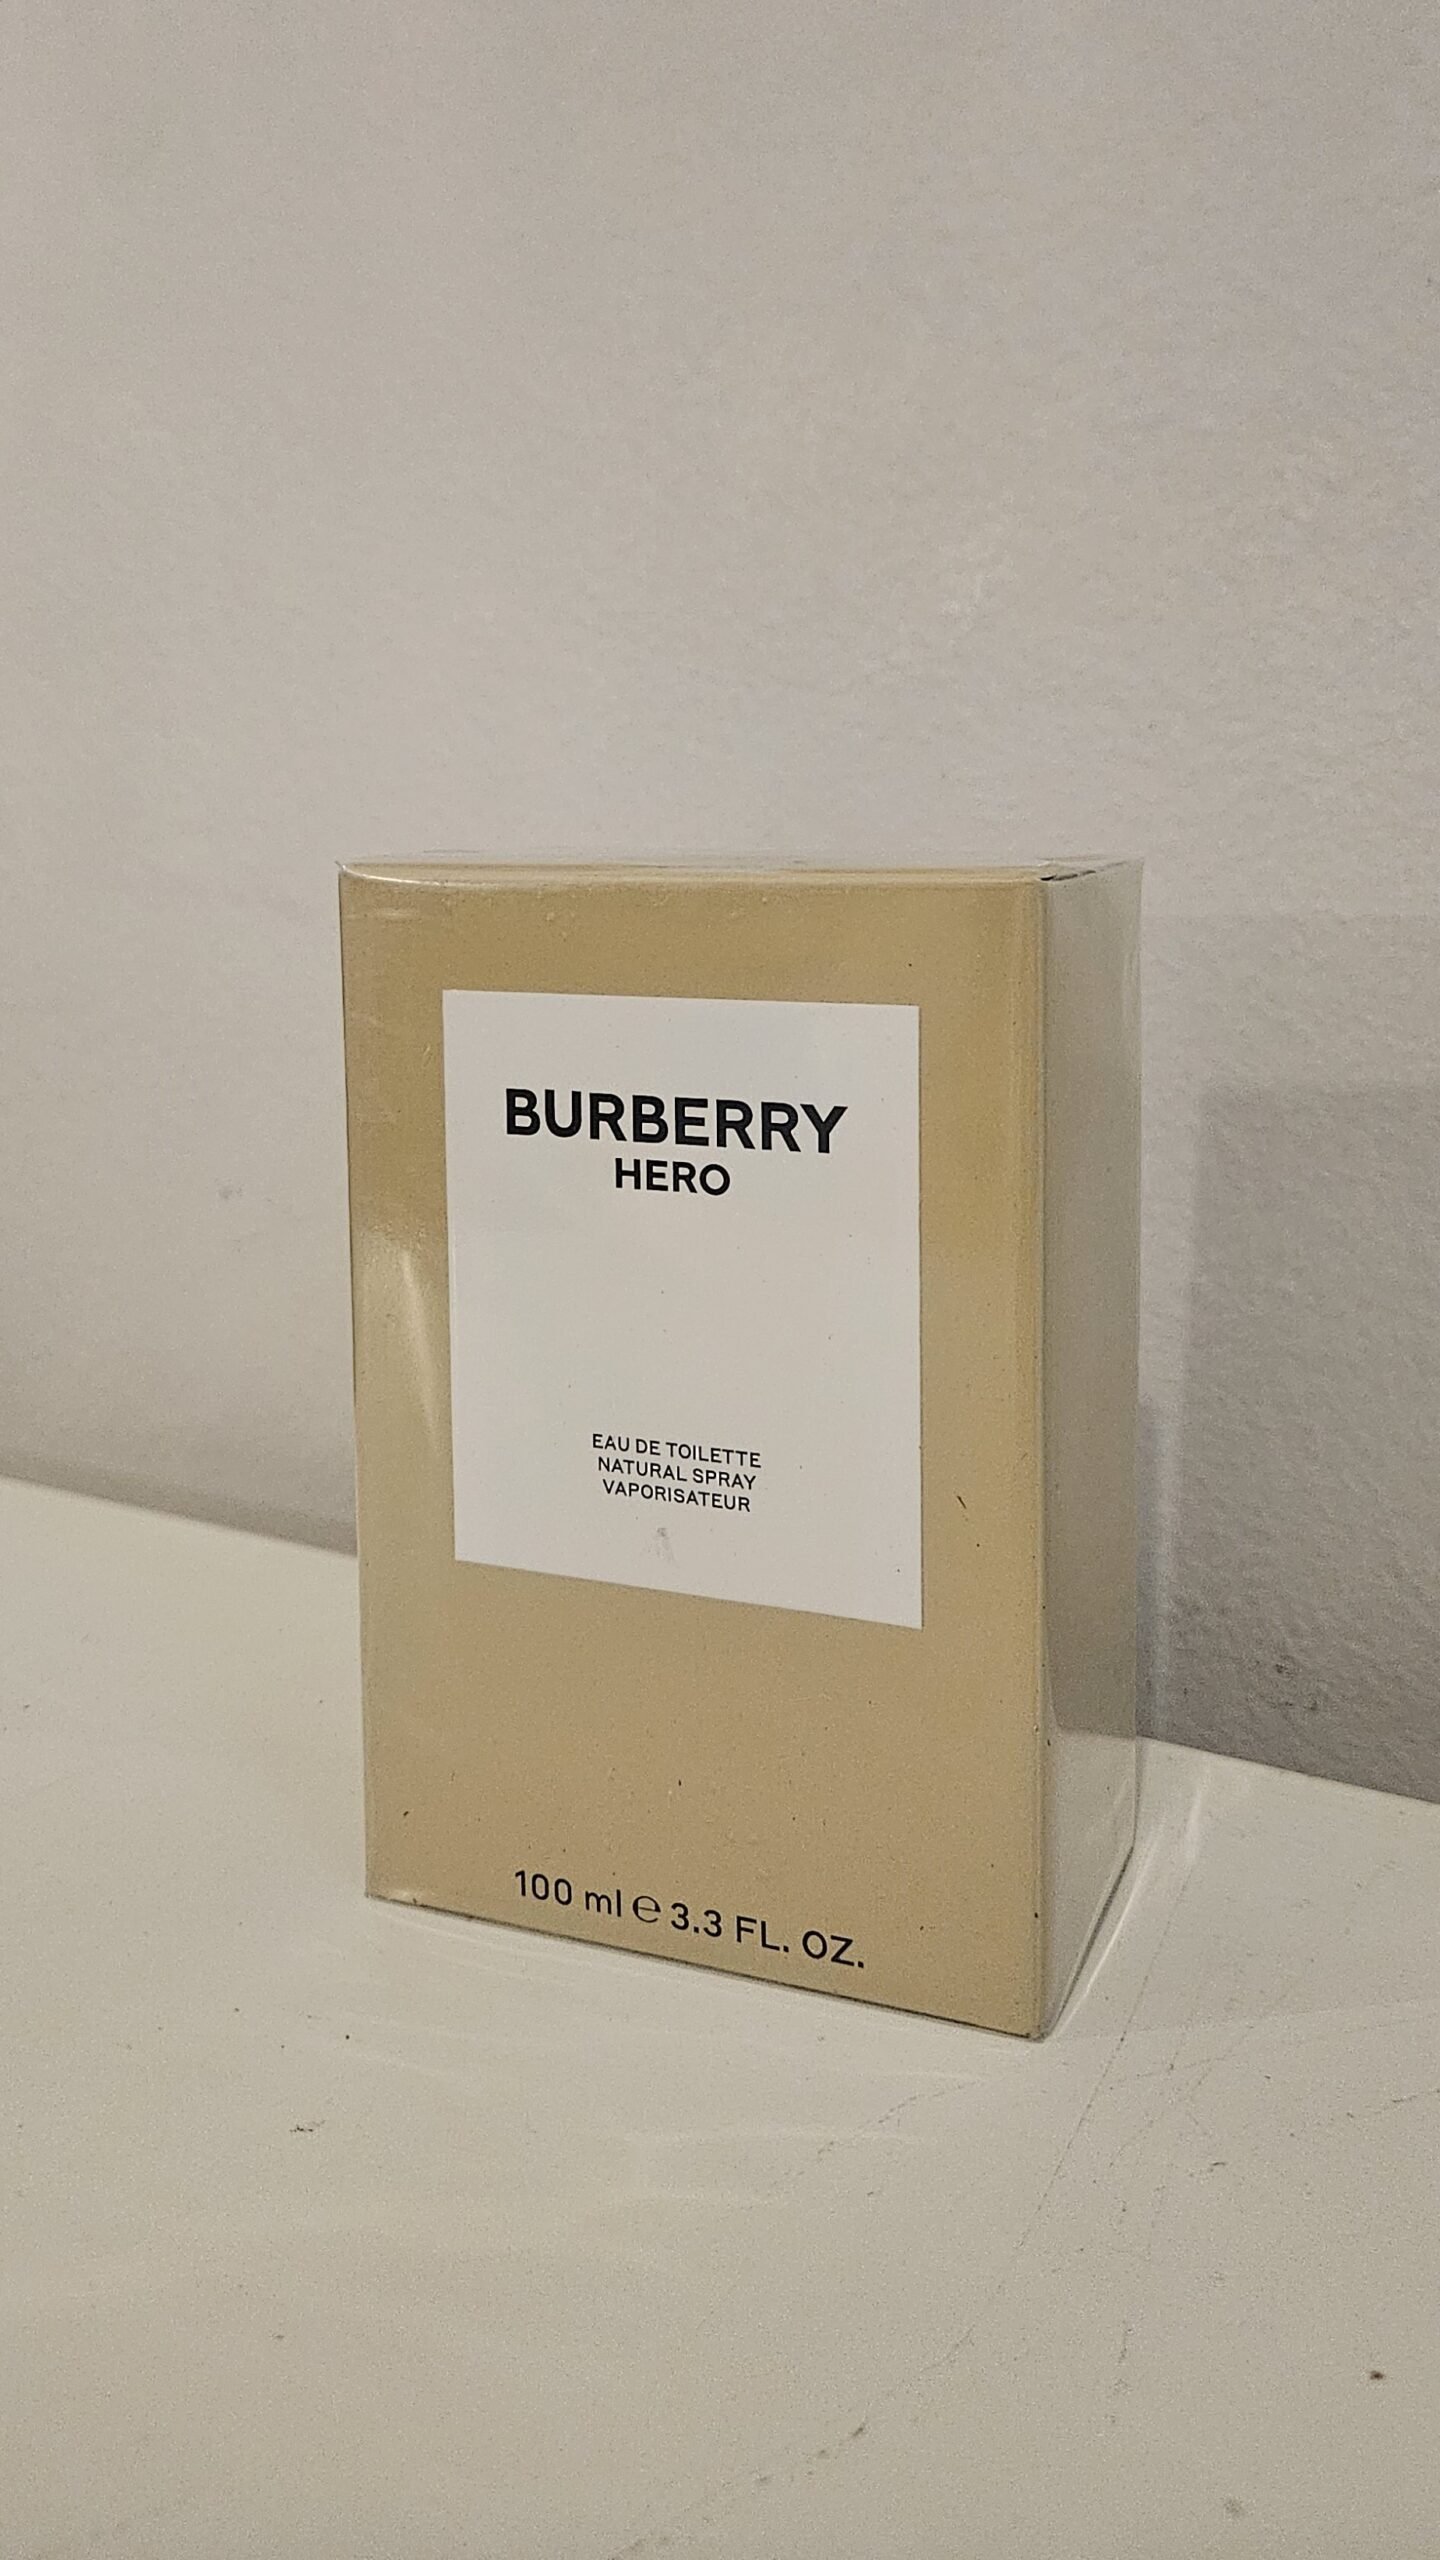 BURBERRY
HERO
EAU DE TOILETTE
NATURAL SPRAY
VAPORISATEUR
100 ml ℮ 3.3 FL. OZ.